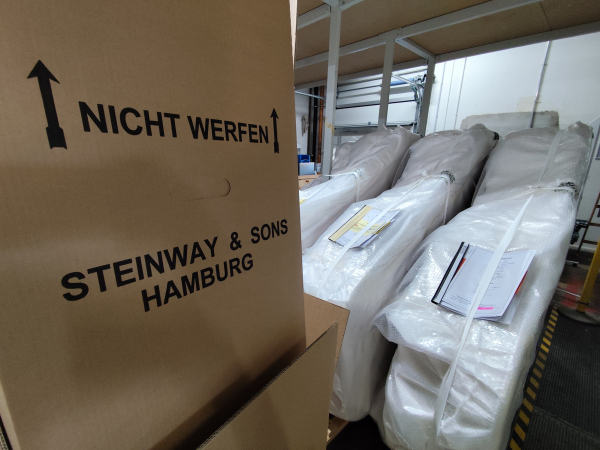 NICHT WERFEN
STEINWAY & SONS
HAMBURG